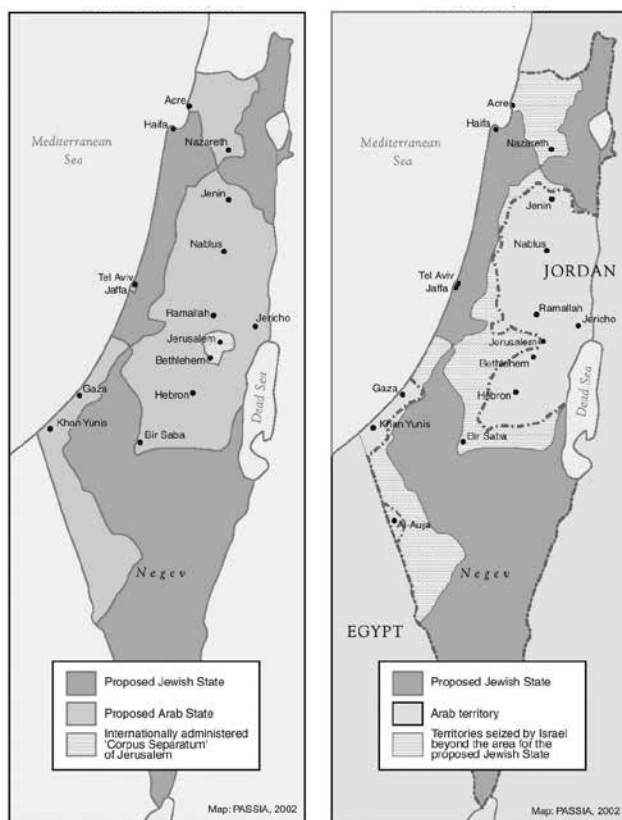 Acre
Haifa
Mediterranean
Sea
Nazareth
Jenin
Nablus
Tel Aviv
Jaffa
Ramallah
Jericho
Jerusalem
Bethlehem
Gaza
Hebron
Dead Sea
Khan Yunis
Bir Saba
Negev
Proposed Jewish State
Proposed Arab State
Internationally administered
'Corpus Separatum'
of Jerusalem
Map: PASSIA, 2002
Acre
Haifa
Mediterranean
Sea
Nazareth
Jenin
Nablus
JORDAN
Tel Aviv
Jaffa
Ramallah
Jericho
Jerusalem
Bethlehem
Gaza
Hebron
Dead Sea
Khan Yunis
Bir Saba
Al-Auja
Negev
EGYPT
Proposed Jewish State
Arab territory
Territories seized by Israel
beyond the area for the
proposed Jewish State
Map: PASSIA, 2002